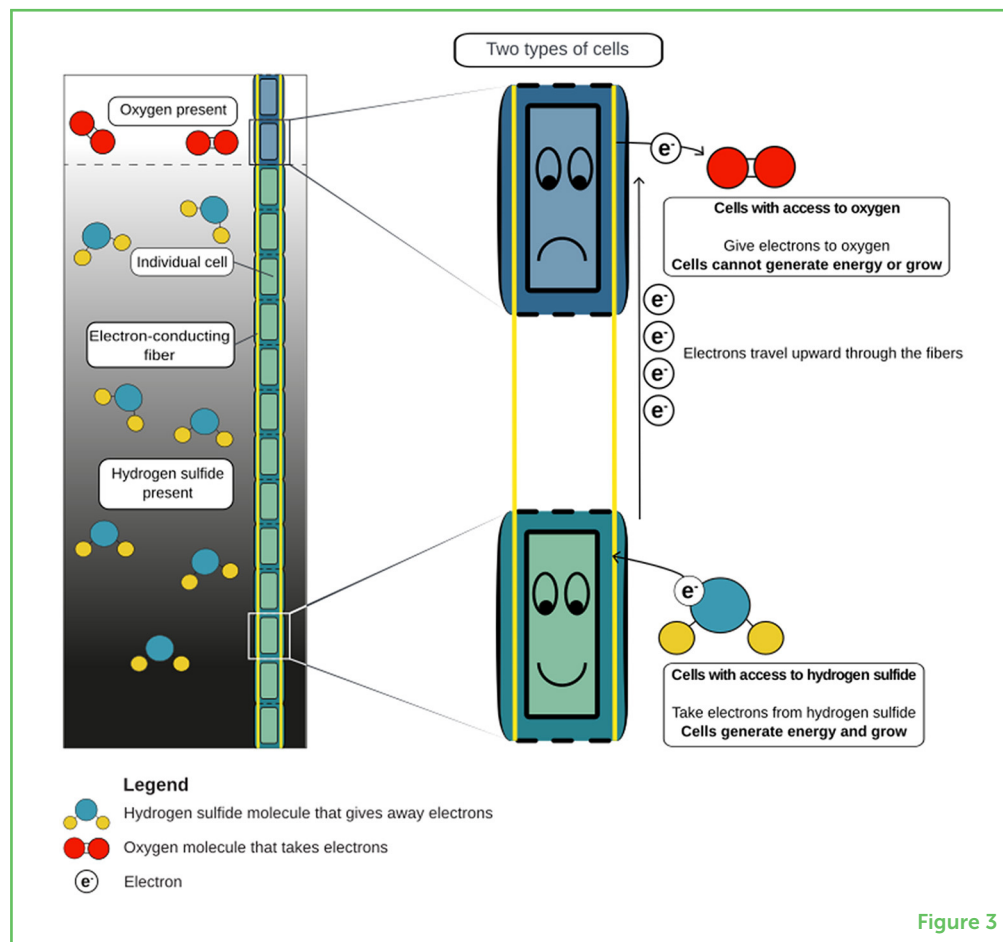 Two types of cells
Oxygen present
Individual cell
Electron-conducting
fiber
Hydrogen sulfide
present
e-
Cells with access to oxygen
Give electrons to oxygen
Cells cannot generate energy or grow
e-
e-
e-
e-
Electrons travel upward through the fibers
e-
Cells with access to hydrogen sulfide
Take electrons from hydrogen sulfide
Cells generate energy and grow
Legend
Hydrogen sulfide molecule that gives away electrons
Oxygen molecule that takes electrons
e- Electron
Figure 3